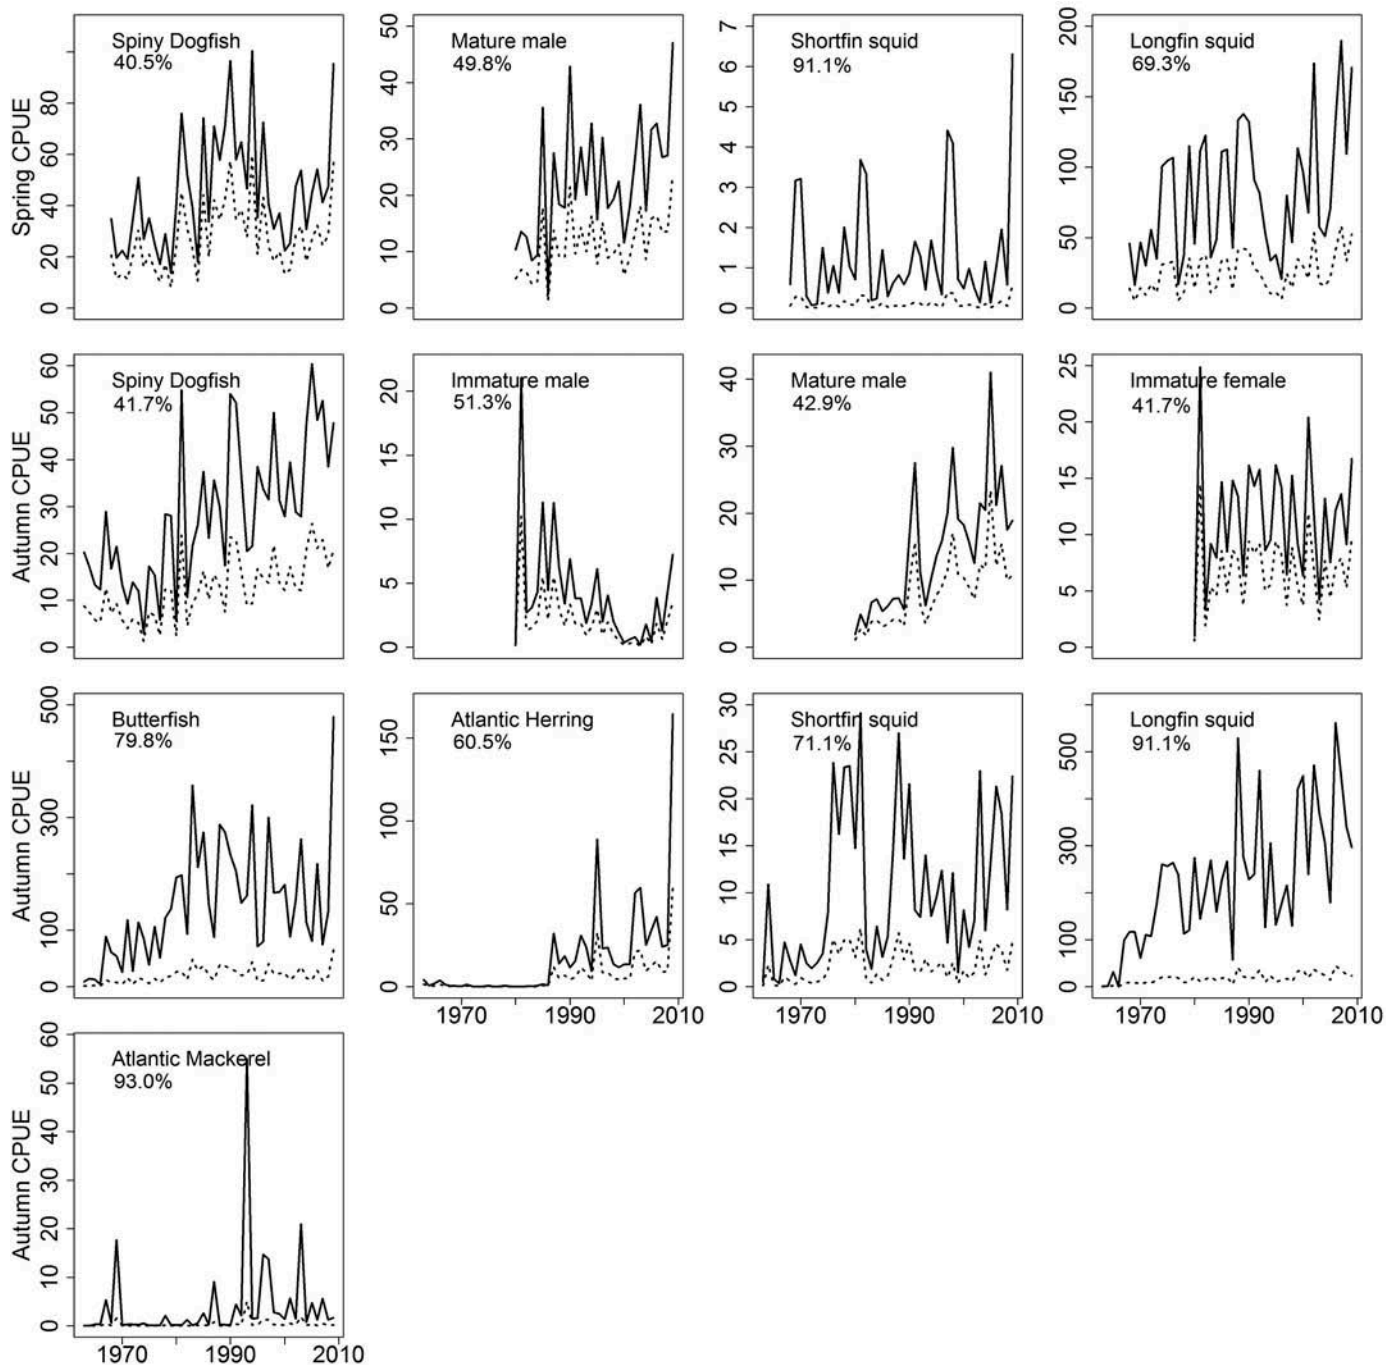 Spring CPUE
0 20 40 60 80
Spiny Dogfish
40.5%
0 10 20 30 40 50
Mature male
49.8%
0 1 2 3 4 5 6 7
Shortfin squid
91.1%
0 50 100 150 200
Longfin squid
69.3%
Autumn CPUE
0 10 20 30 40 50 60
Spiny Dogfish
41.7%
0 5 10 15 20
Immature male
51.3%
0 10 20 30 40
Mature male
42.9%
0 5 10 15 20 25
Immature female
41.7%
Autumn CPUE
0 100 300 500
Butterfish
79.8%
0 50 100 150
Atlantic Herring
60.5%
1970 1990 2010
0 5 10 15 20 25 30
Shortfin squid
71.1%
1970 1990 2010
0 100 300 500
Longfin squid
91.1%
1970 1990 2010
Autumn CPUE
0 10 20 30 40 50 60
Atlantic Mackerel
93.0%
1970 1990 2010